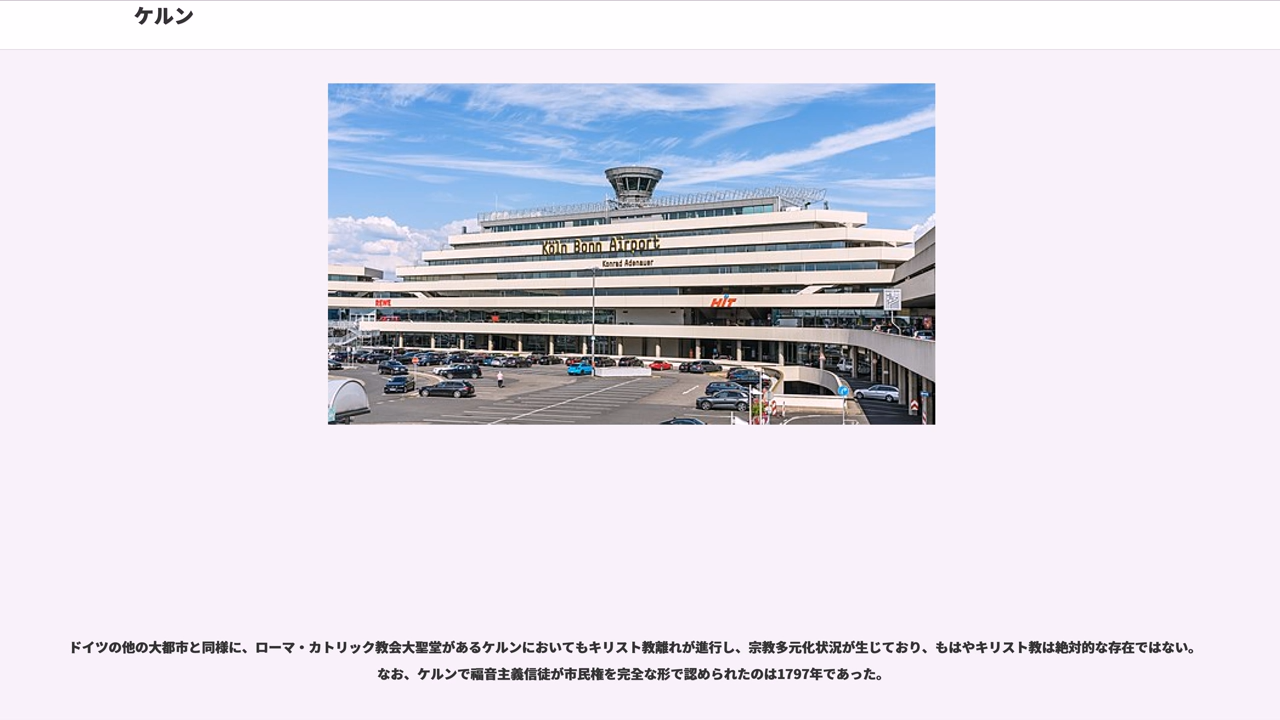 ケルン
Köln Bonn Airport
Konrad Adenauer
REWE
HIT
ドイツの他の大都市と同様に、ローマ・カトリック教会大聖堂があるケルンにおいてもキリスト教離れが進行し、宗教多元化状況が生じており、もはやキリスト教は絶対的な存在ではない。
なお、ケルンで福音主義信徒が市民権を完全な形で認められたのは1797年であった。